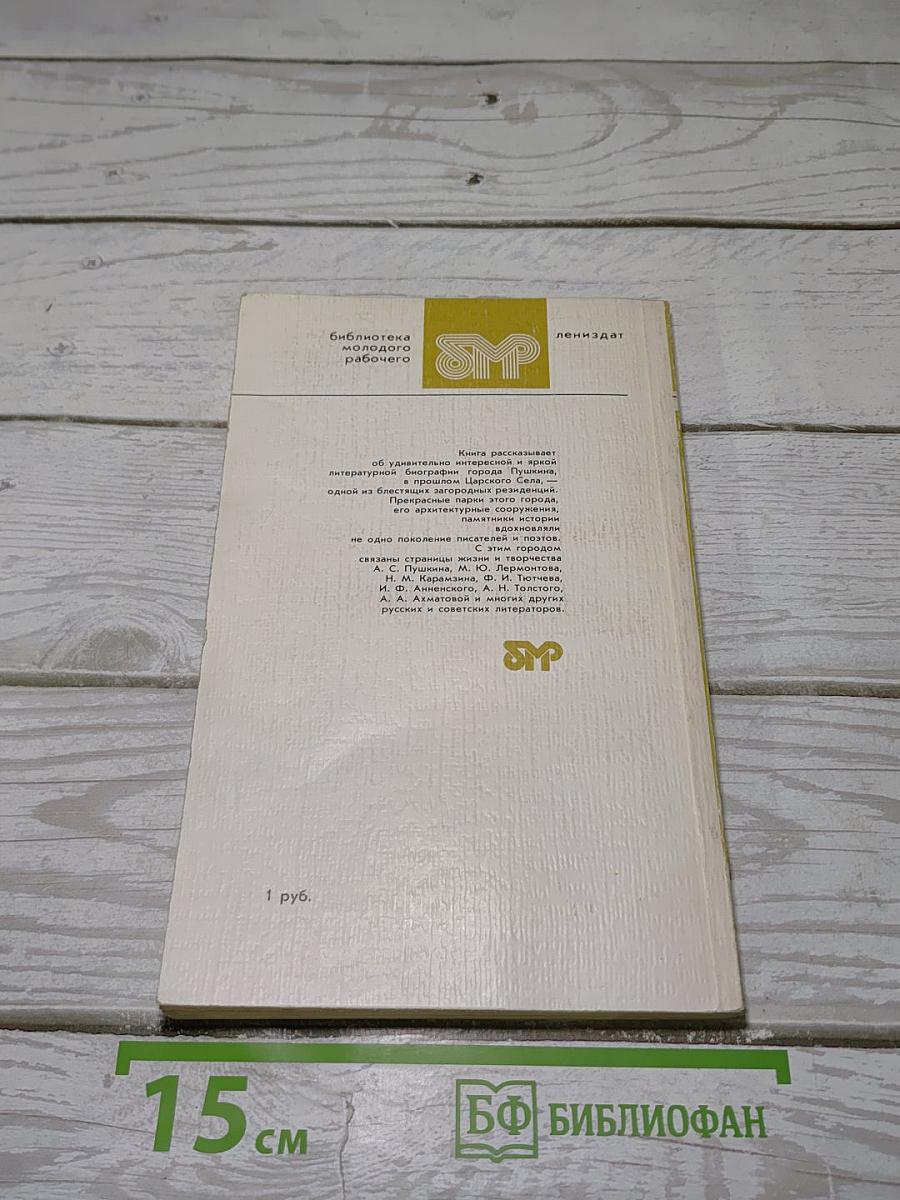 библиотека
молодого
рабочего
бмр
лениздат
Книга рассказывает
об удивительно интересной и яркой
литературной биографии города Пушкина,
в прошлом Царского Села, —
одной из блестящих загородных резиденций.
Прекрасные парки этого города,
его архитектурные сооружения,
памятники истории
вдохновляли
не одно поколение писателей и поэтов.
С этим городом
связаны страницы жизни и творчества
А. С. Пушкина, М. Ю. Лермонтова,
Н. М. Карамзина, Ф. И. Тютчева,
И. Ф. Анненского, А. Н. Толстого,
А. А. Ахматовой и многих других
русских и советских литераторов.
бмр
1 руб.
15 см
БФ БИБЛИОФАН